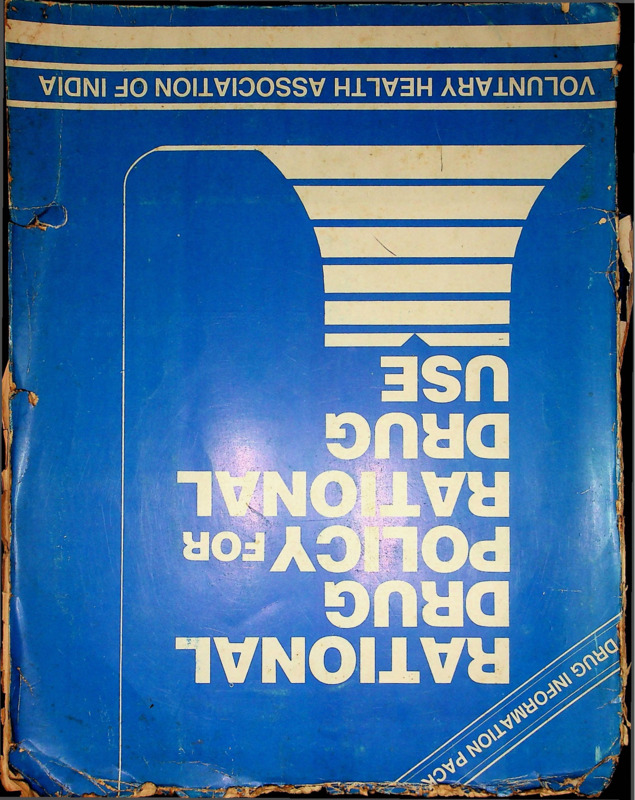 DRUG INFORMATION PACK
RATIONAL
DRUG
POLICY FOR
RATIONAL
DRUG
USE
VOLUNTARY HEALTH ASSOCIATION OF INDIA